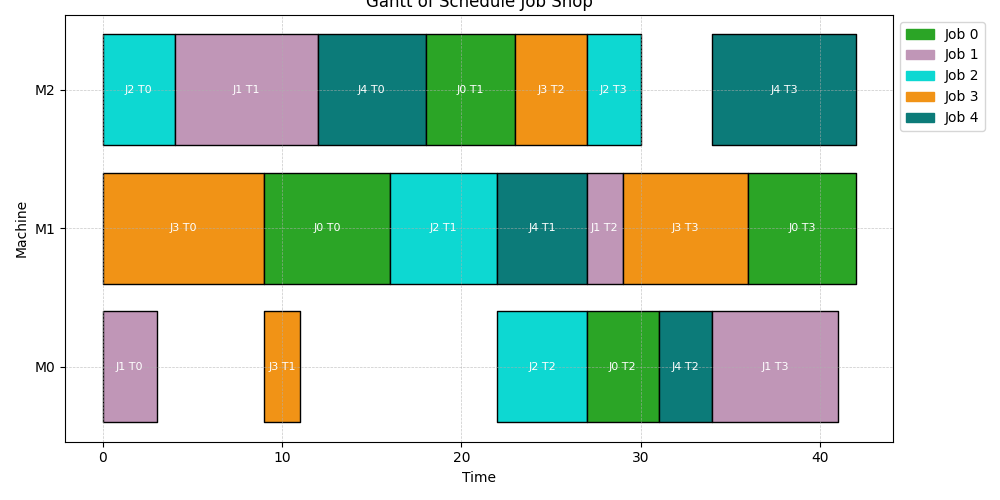 Gantt of Schedule Job Shop
M2
J2 T0
J1 T1
J4 T0
J0 T1
J3 T2
J2 T3
J4 T3
M1
J3 T0
J0 T0
J2 T1
J4 T1
J1 T2
J3 T3
J0 T3
M0
J1 T0
J3 T1
J2 T2
J0 T2
J4 T2
J1 T3
Machine
0
10
20
30
40
Time
Job 0
Job 1
Job 2
Job 3
Job 4